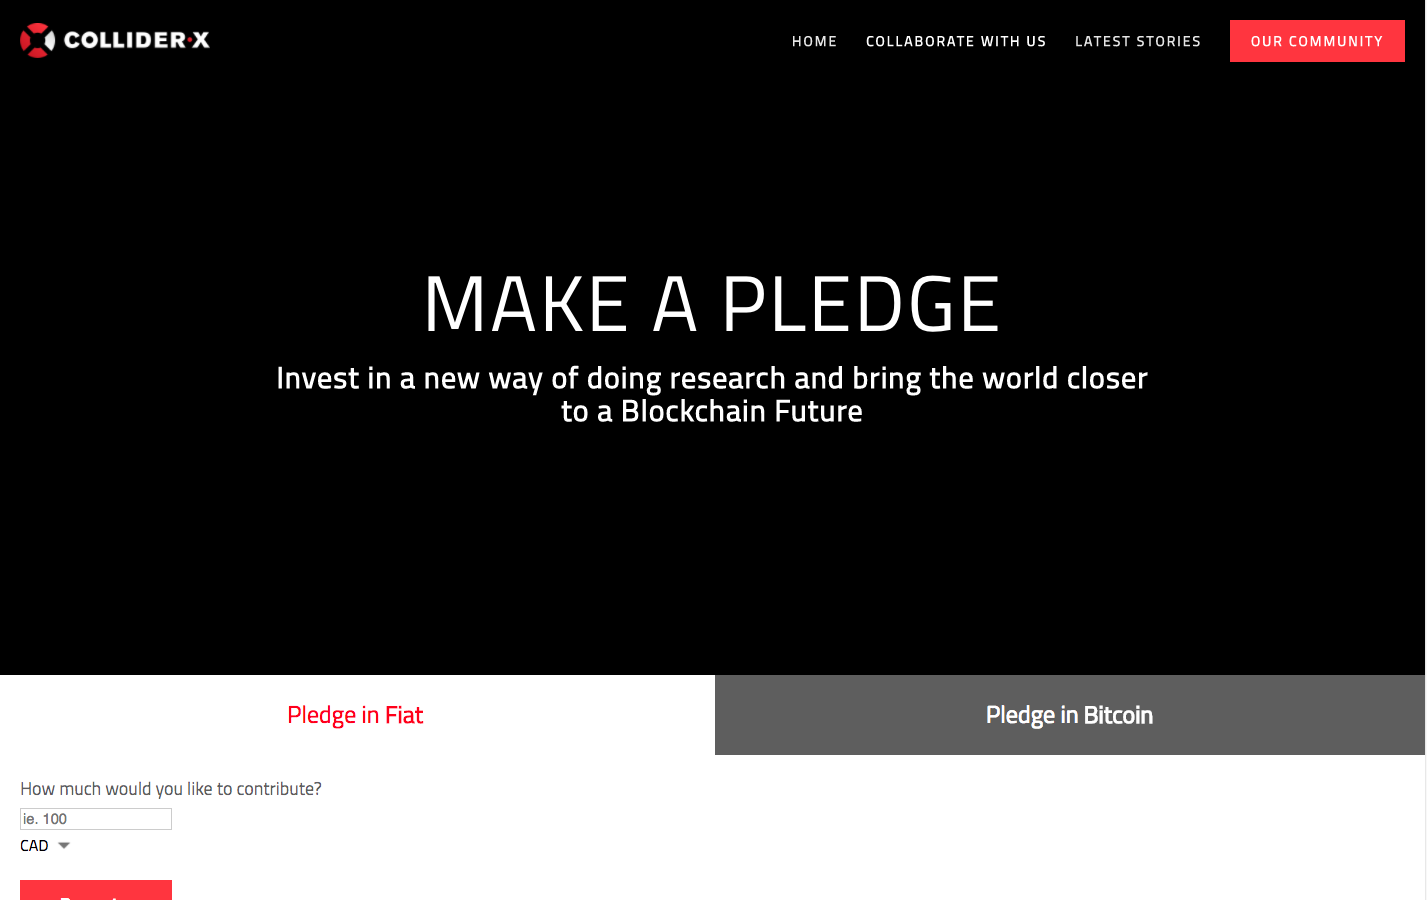 COLLIDER·X
HOME
COLLABORATE WITH US
LATEST STORIES
OUR COMMUNITY
MAKE A PLEDGE
Invest in a new way of doing research and bring the world closer
to a Blockchain Future
Pledge in Fiat
Pledge in Bitcoin
How much would you like to contribute?
ie. 100
CAD